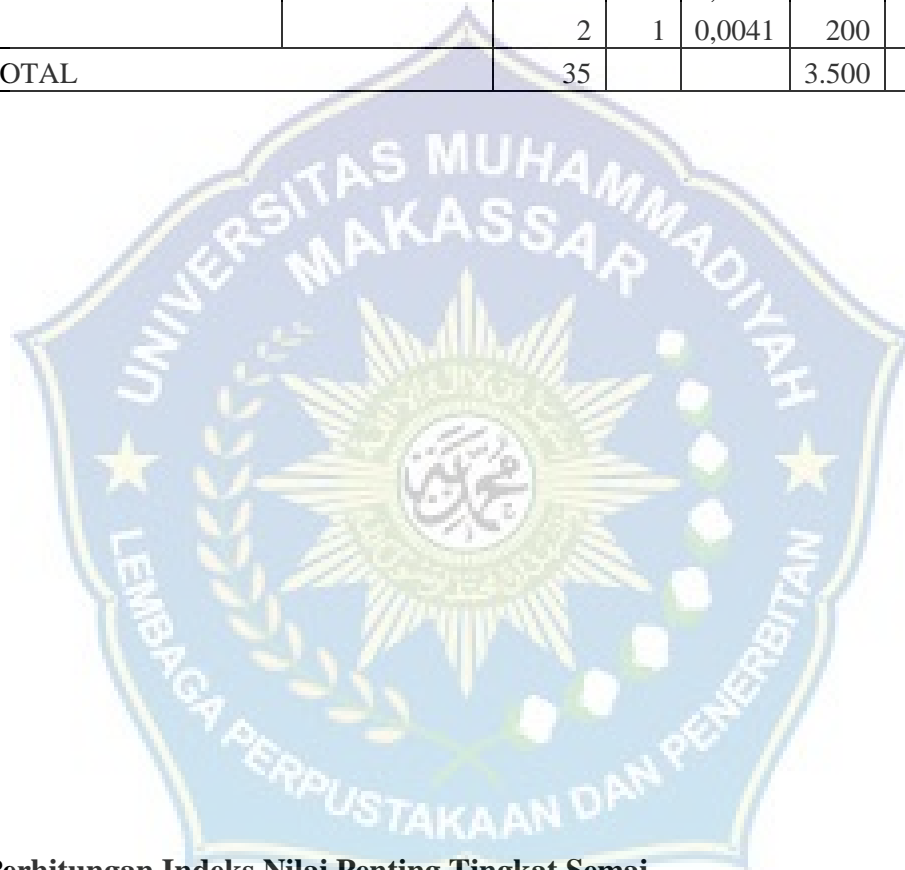 2 1 0,0041 200
OTAL 35 3.500
UNIVERSITAS MUHAMMADIYAH
MAKASSAR
محمدية
LEMBAGA PERPUSTAKAAN DAN PENERBITAN
Perhitungan Indeks Nilai Penting Tingkat Semai